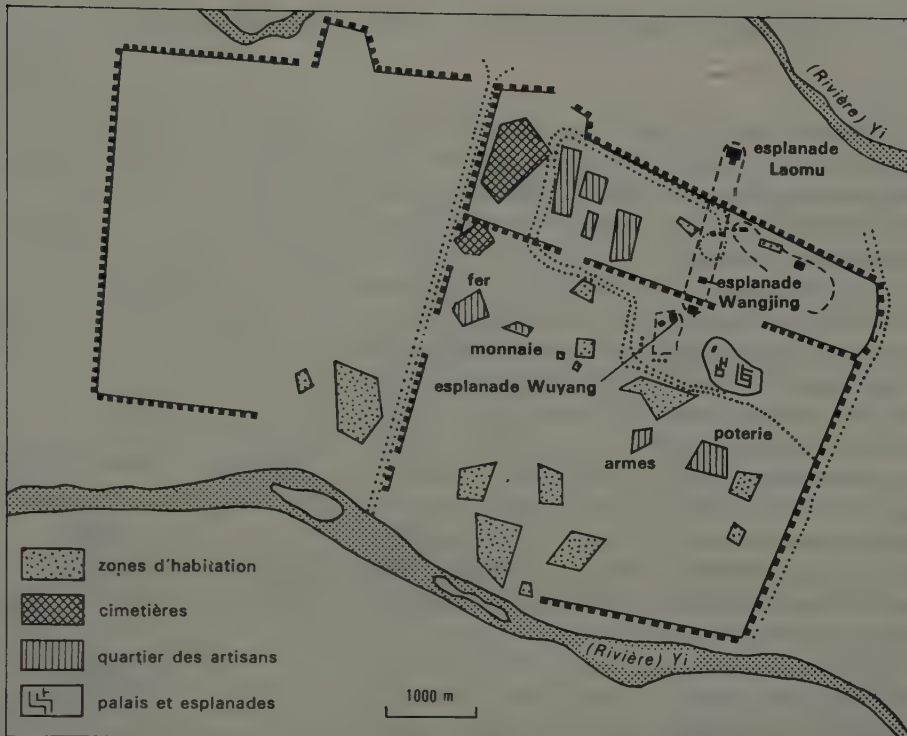 (Rivière) Yi
esplanade
Laomu
esplanade
Wangjing
fer
monnaie
esplanade Wuyang
poterie
armes
zones d'habitation
cimetières
quartier des artisans
palais et esplanades
1000 m
(Rivière) Yi